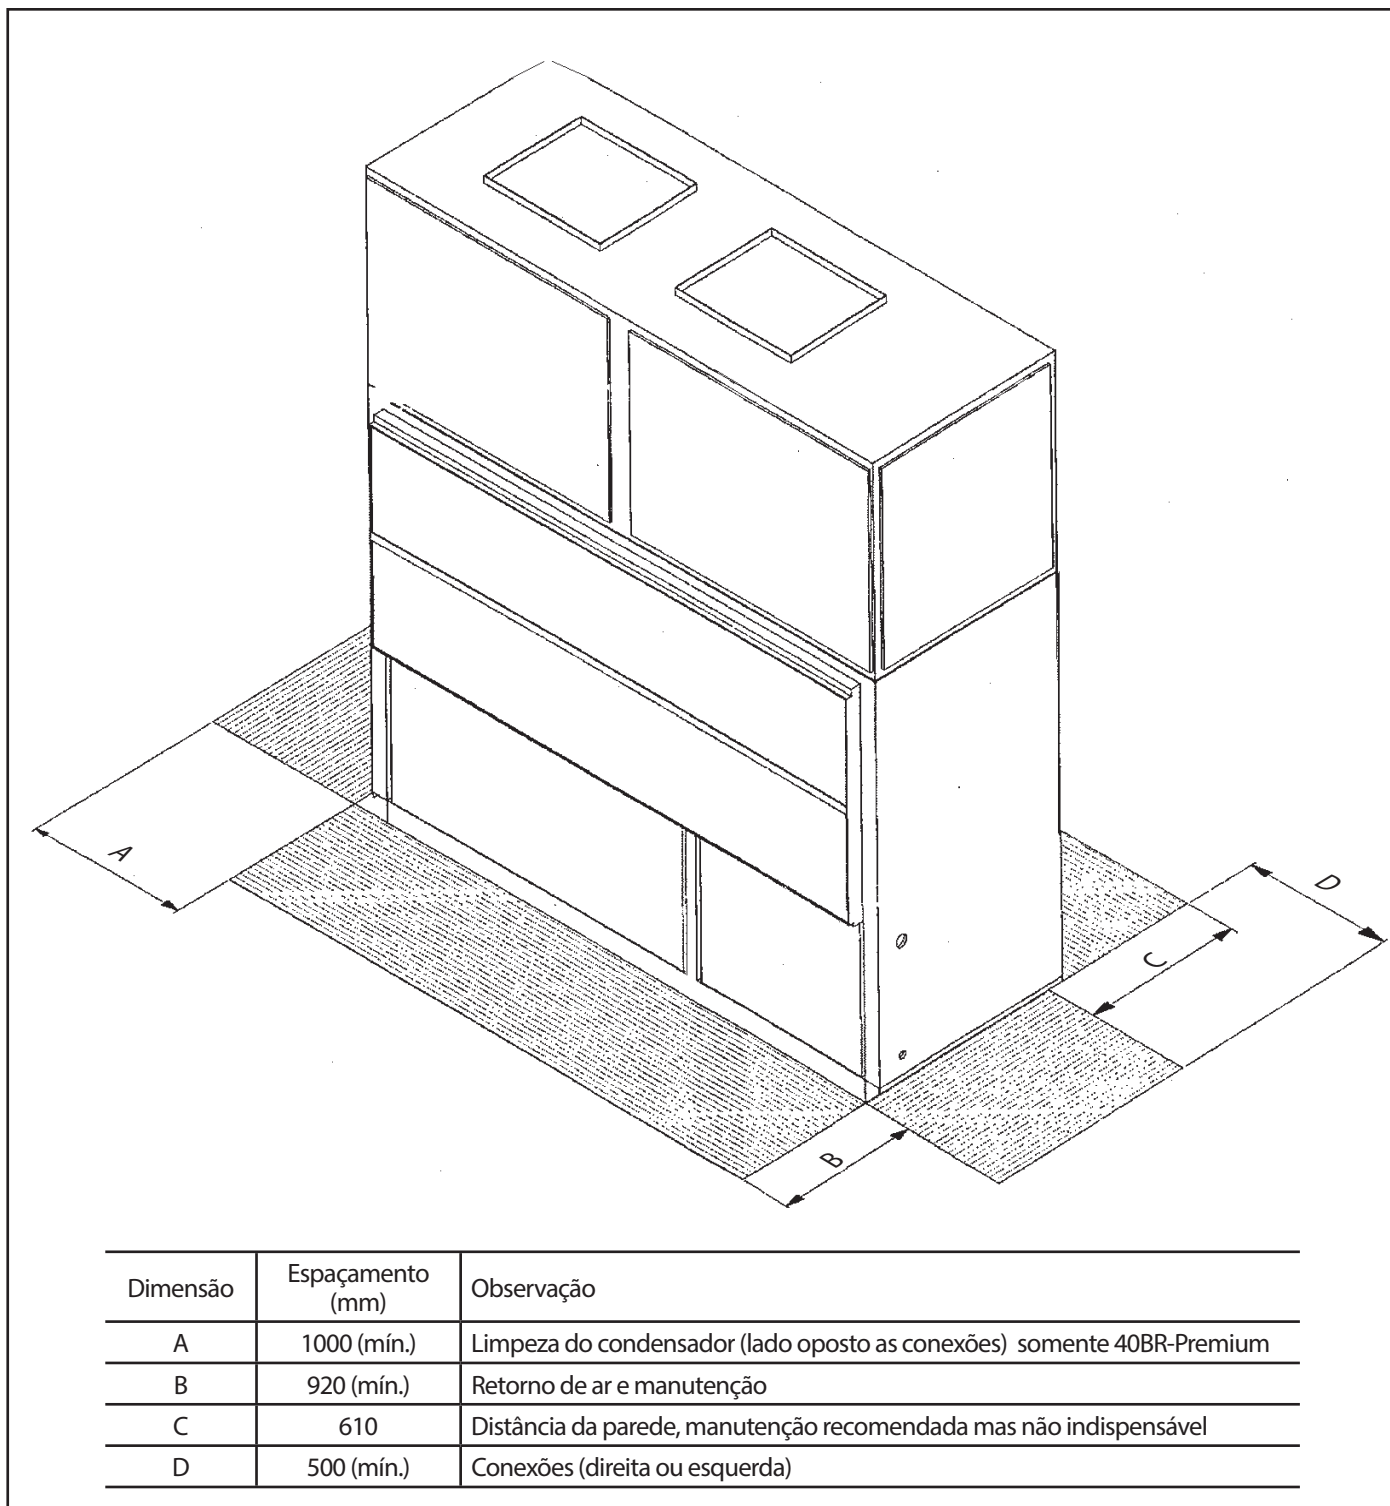 A
D
C
B
Dimensão Espaçamento (mm) Observação
A 1000 (mín.) Limpeza do condensador (lado oposto as conexões) somente 40BR-Premium
B 920 (mín.) Retorno de ar e manutenção
C 610 Distância da parede, manutenção recomendada mas não indispensável
D 500 (mín.) Conexões (direita ou esquerda)